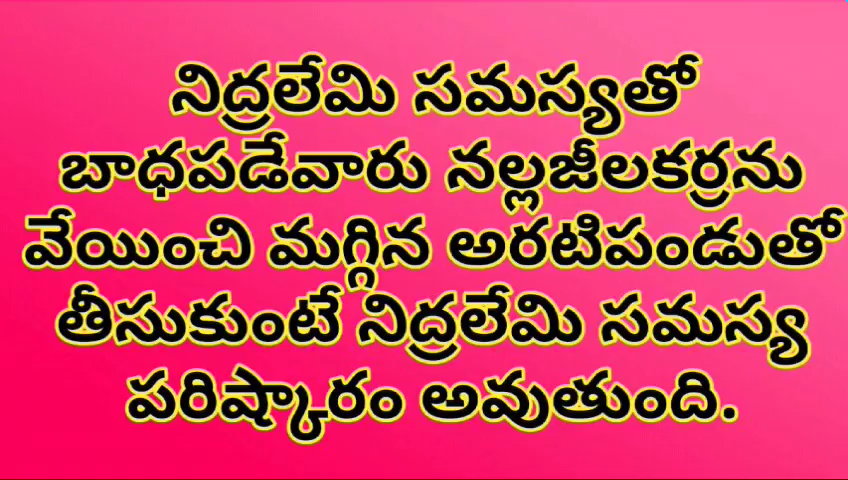 నిద్రలేమి సమస్యతో
బాధపడేవారు నల్లజీలకర్రను
వేయించి మగ్గిన అరటిపండుతో
తీసుకుంటే నిద్రలేమి సమస్య
పరిష్కారం అవుతుంది.